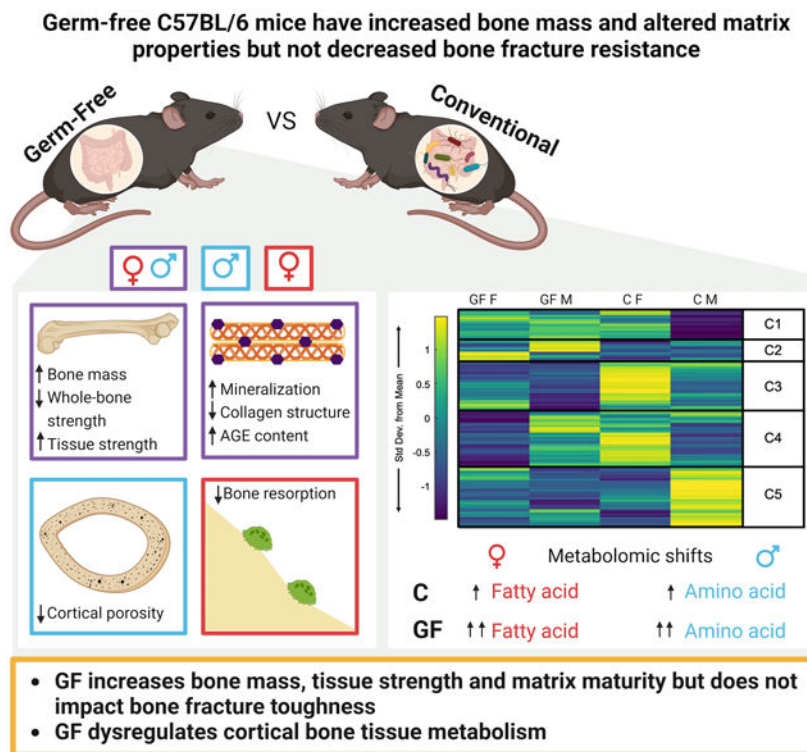 Germ-free C57BL/6 mice have increased bone mass and altered matrix
properties but not decreased bone fracture resistance
Germ-Free
VS
Conventional
♀♂
♂
♀
↑ Bone mass
↓ Whole-bone
strength
↑ Tissue strength
↑ Mineralization
↓ Collagen structure
↑ AGE content
↓ Cortical porosity
↓ Bone resorption
GF F GF M C F C M
Std Dev. from Mean
1
0.5
0
-0.5
-1
C1
C2
C3
C4
C5
♀ Metabolomic shifts ♂
C ↑ Fatty acid ↑ Amino acid
GF ↑↑ Fatty acid ↑↑ Amino acid
• GF increases bone mass, tissue strength and matrix maturity but does not
impact bone fracture toughness
• GF dysregulates cortical bone tissue metabolism